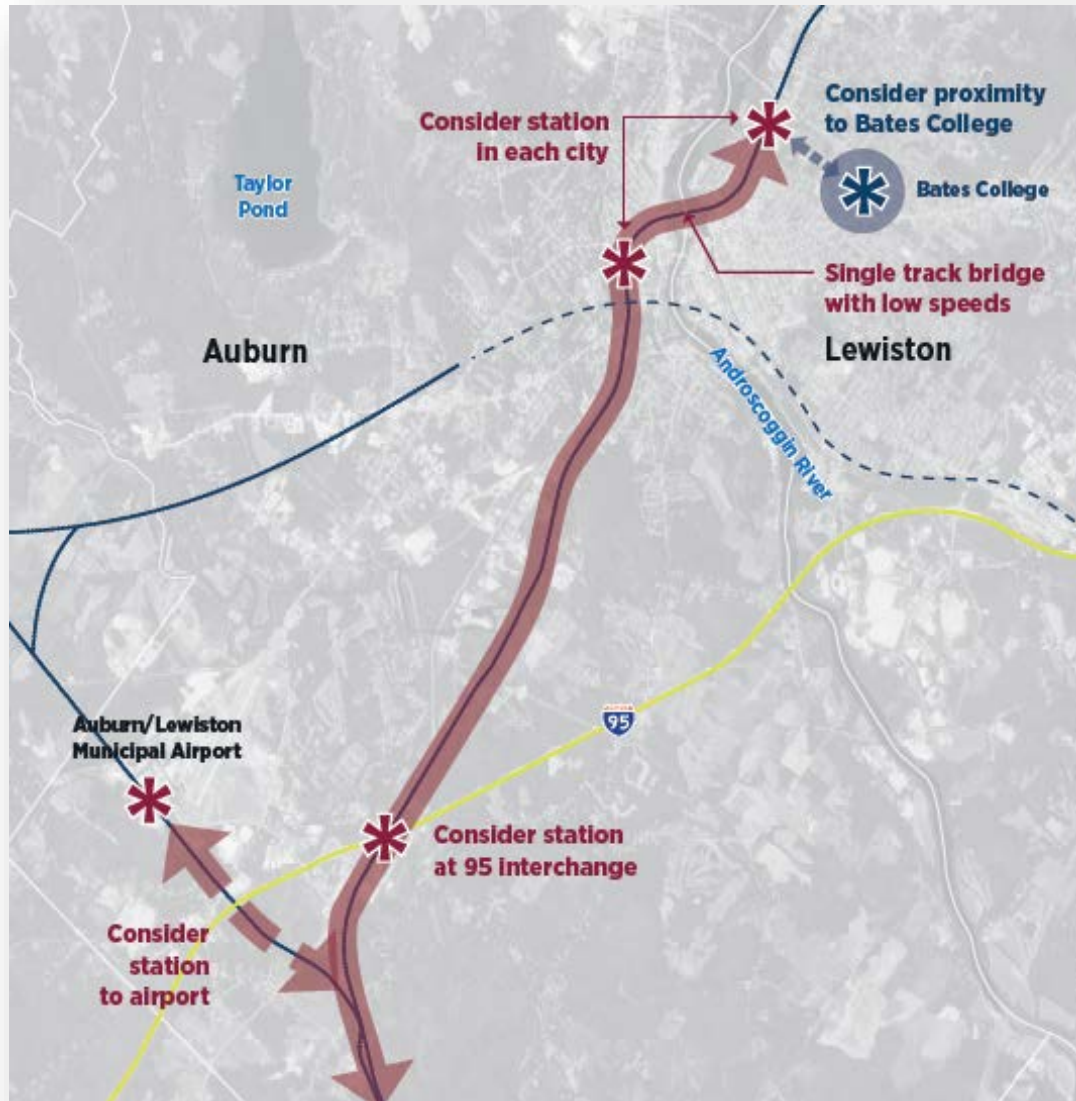 Consider station
in each city
Consider proximity
to Bates College
Bates College
Taylor
Pond
Single track bridge
with low speeds
Auburn
Lewiston
Androscoggin River
95
Auburn/Lewiston
Municipal Airport
Consider station
at 95 interchange
Consider
station
to airport